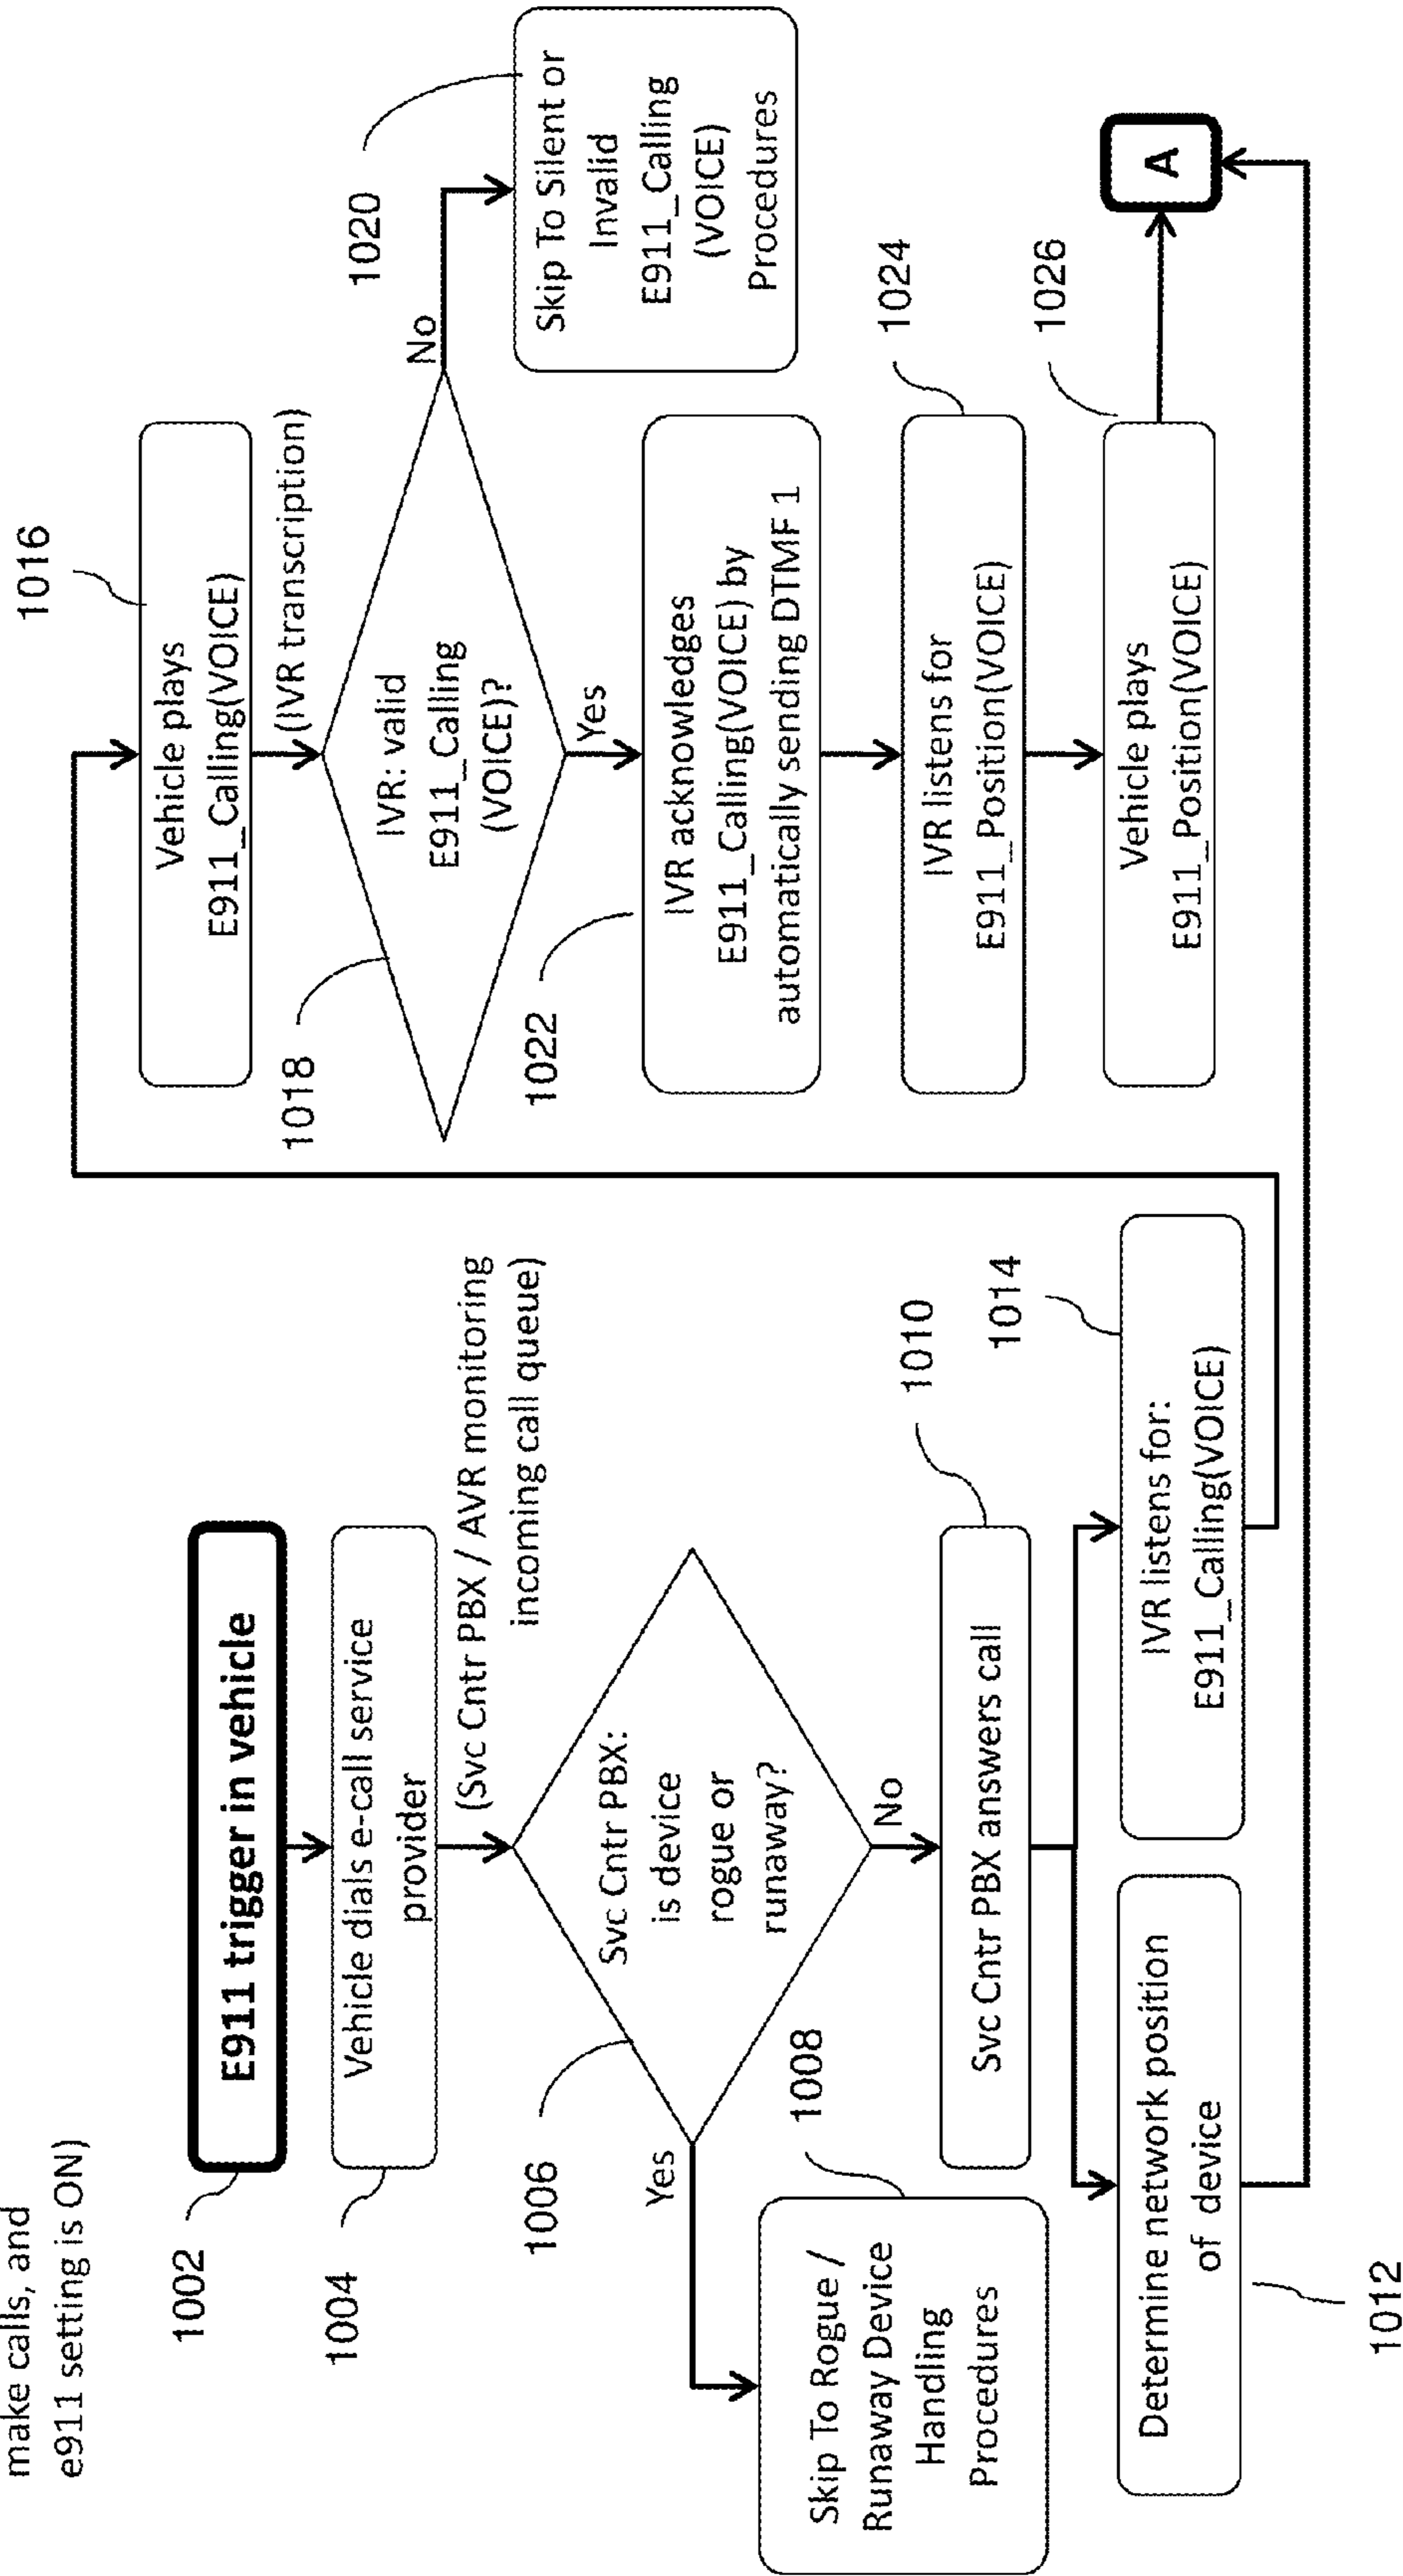 make calls, and
e911 setting is ON)
1002
E911 trigger in vehicle
1004
Vehicle dials e-call service
provider
(Svc Cntr PBX / AVR monitoring
incoming call queue)
1006
Svc Cntr PBX:
is device
rogue or
runaway?
Yes
No
1008
Skip To Rogue /
Runaway Device
Handling
Procedures
1010
Svc Cntr PBX answers call
1012
Determine network position
of device
1014
IVR listens for:
E911_Calling(VOICE)
1016
Vehicle plays
E911_Calling(VOICE)
(IVR transcription)
1018
IVR: valid
E911_Calling
(VOICE)?
No
Yes
1020
Skip To Silent or
Invalid
E911_Calling
(VOICE)
Procedures
1022
IVR acknowledges
E911_Calling(VOICE) by
automatically sending DTMF 1
1024
IVR listens for
E911_Position(VOICE)
1026
Vehicle plays
E911_Position(VOICE)
A